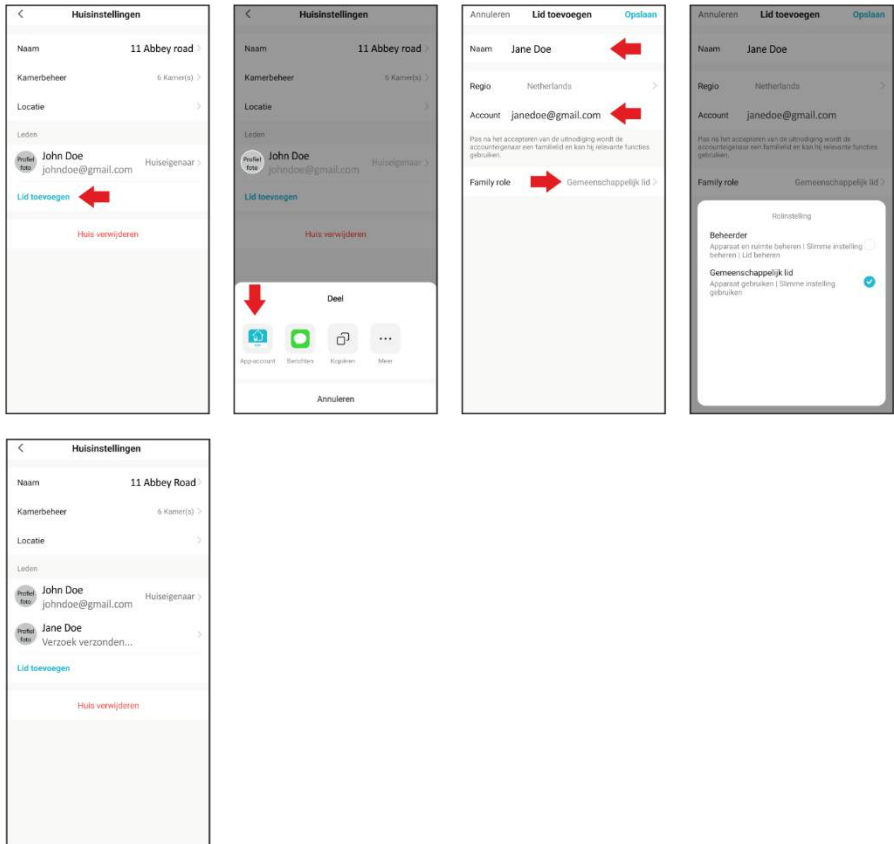 Huisinstellingen
Naam 11 Abbey road
Kamerbeheer 6 Kamer(s)
Locatie
Leden
Profiel foto
John Doe
johndoe@gmail.com
Huiseigenaar
Lid toevoegen
Huis verwijderen
Huisinstellingen
Naam 11 Abbey road
Kamerbeheer 6 Kamer(s)
Locatie
Leden
Profiel foto
John Doe
johndoe@gmail.com
Huiseigenaar
Lid toevoegen
Huis verwijderen
Deel
App-account Berichten Kopiëren Meer
Annuleren
Annuleren Lid toevoegen Opslaan
Naam Jane Doe
Regio Netherlands
Account janedoe@gmail.com
Pas na het accepteren van de uitnodiging wordt de
accounteigenaar een familielid en kan hij relevante functies
gebruiken.
Family role Gemeenschappelijk lid
Annuleren Lid toevoegen Opslaan
Naam Jane Doe
Regio Netherlands
Account janedoe@gmail.com
Pas na het accepteren van de uitnodiging wordt de
accounteigenaar een familielid en kan hij relevante functies
gebruiken.
Family role Gemeenschappelijk lid
Rolinstelling
Beheerder
Apparaat en ruimte beheren | Slimme instelling
beheren | Lid beheren
Gemeenschappelijk lid
Apparaat gebruiken | Slimme instelling
gebruiken
Huisinstellingen
Naam 11 Abbey Road
Kamerbeheer 6 Kamer(s)
Locatie
Leden
Profiel foto
John Doe
johndoe@gmail.com
Huiseigenaar
Profiel foto
Jane Doe
Verzoek verzonden...
Lid toevoegen
Huis verwijderen